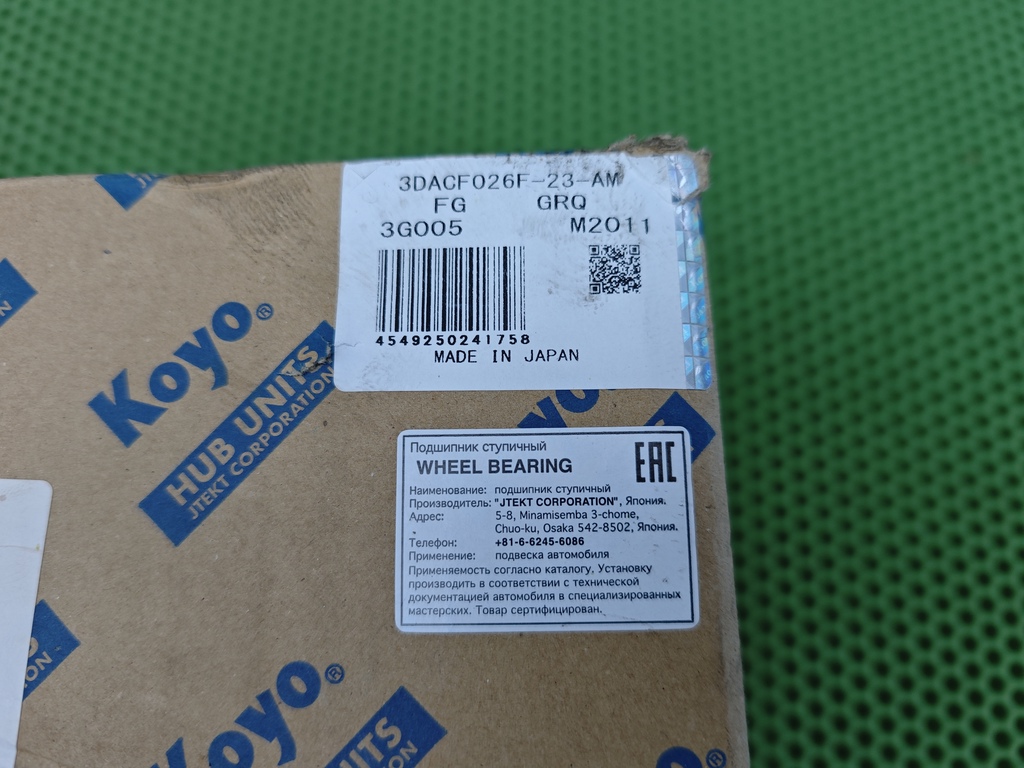 3DACF026F-23-AM
FG GRQ
3G005 M2011
4549250241758
MADE IN JAPAN
Koyo®
HUB UNITS
JTEKT CORPORATION
Подшипник ступичный
WHEEL BEARING
EAC
Наименование: подшипник ступичный
Производитель: "JTEKT CORPORATION", Япония.
Адрес: 5-8, Minamisemba 3-chome,
Chuo-ku, Osaka 542-8502, Япония.
Телефон: +81-6-6245-6086
Применение: подвеска автомобиля
Применяемость согласно каталогу. Установку
производить в соответствии с технической
документацией автомобиля в специализированных
мастерских. Товар сертифицирован.
Koyo®